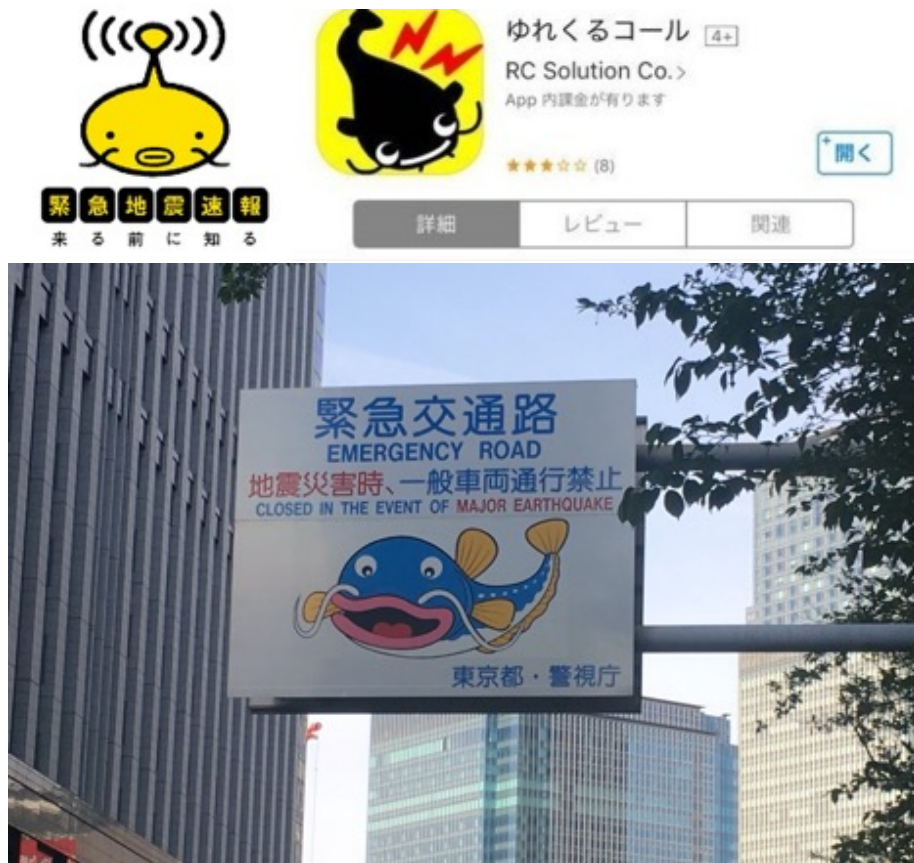 緊急地震速報
来る前に知る
ゆれくるコール 4+
RC Solution Co.>
App 内課金が有ります
★★★☆☆ (8)
+開く
詳細 レビュー 関連
緊急交通路
EMERGENCY ROAD
地震災害時、一般車両通行禁止
CLOSED IN THE EVENT OF MAJOR EARTHQUAKE
東京都・警視庁